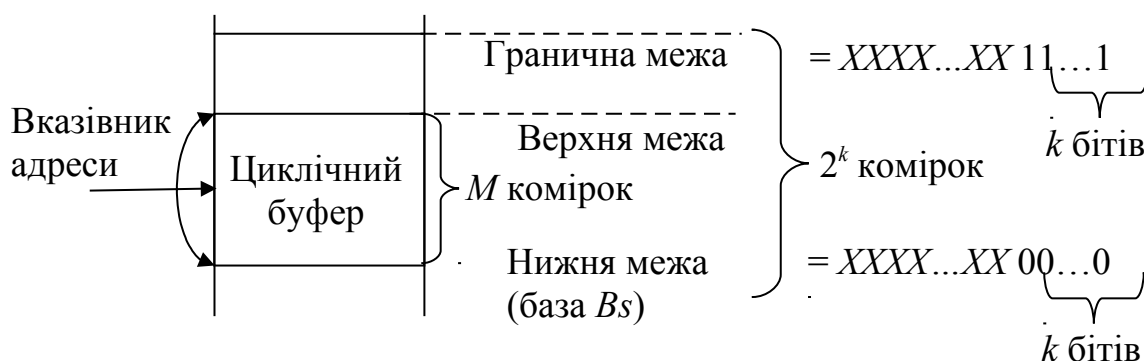 Гранична межа
= XXXX...XX 11…1
k бітів
Вказівник
адреси
Верхня межа
Циклічний
буфер
M комірок
2^k комірок
Нижня межа
(база Bs)
= XXXX...XX 00…0
k бітів